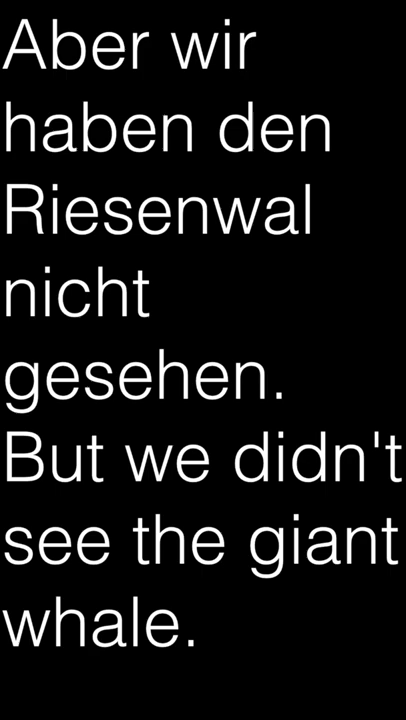 Aber wir
haben den
Riesenwal
nicht
gesehen.
But we didn't
see the giant
whale.